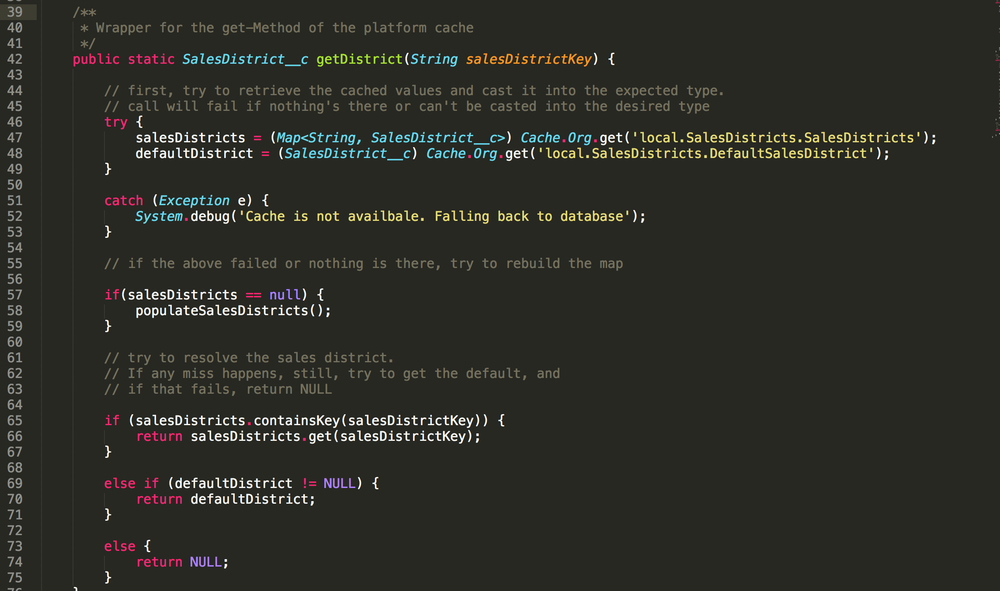 39 /**
40 * Wrapper for the get-Method of the platform cache
41 */
42 public static SalesDistrict__c getDistrict(String salesDistrictKey) {
43
44 // first, try to retrieve the cached values and cast it into the expected type.
45 // call will fail if nothing's there or can't be casted into the desired type
46 try {
47 salesDistricts = (Map<String, SalesDistrict__c>) Cache.Org.get('local.SalesDistricts.SalesDistricts');
48 defaultDistrict = (SalesDistrict__c) Cache.Org.get('local.SalesDistricts.DefaultSalesDistrict');
49 }
50
51 catch (Exception e) {
52 System.debug('Cache is not availbale. Falling back to database');
53 }
54
55 // if the above failed or nothing is there, try to rebuild the map
56
57 if(salesDistricts == null) {
58 populateSalesDistricts();
59 }
60
61 // try to resolve the sales district.
62 // If any miss happens, still, try to get the default, and
63 // if that fails, return NULL
64
65 if (salesDistricts.containsKey(salesDistrictKey)) {
66 return salesDistricts.get(salesDistrictKey);
67 }
68
69 else if (defaultDistrict != NULL) {
70 return defaultDistrict;
71 }
72
73 else {
74 return NULL;
75 }